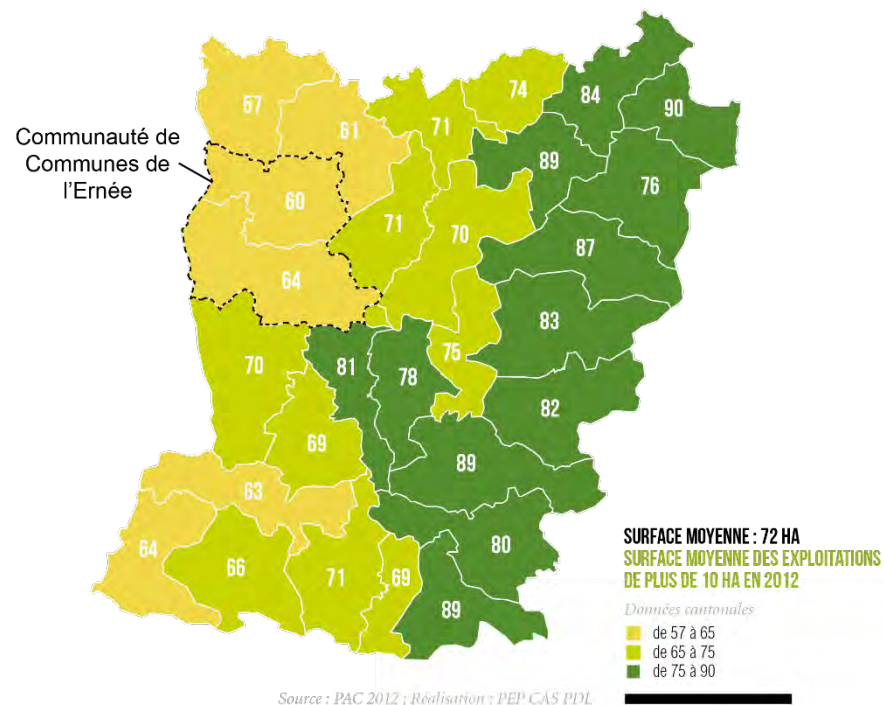 74
84
57
90
71
61
Communauté de
Communes de
l'Ernée
89
76
60
71
70
87
64
83
75
70
81
78
82
69
89
63
64
80
66
71
69
89
SURFACE MOYENNE : 72 HA
SURFACE MOYENNE DES EXPLOITATIONS
DE PLUS DE 10 HA EN 2012
Données cantonales
de 57 à 65
de 65 à 75
de 75 à 90
Source : PAC 2012 ; Réalisation : PEP CAS PDL